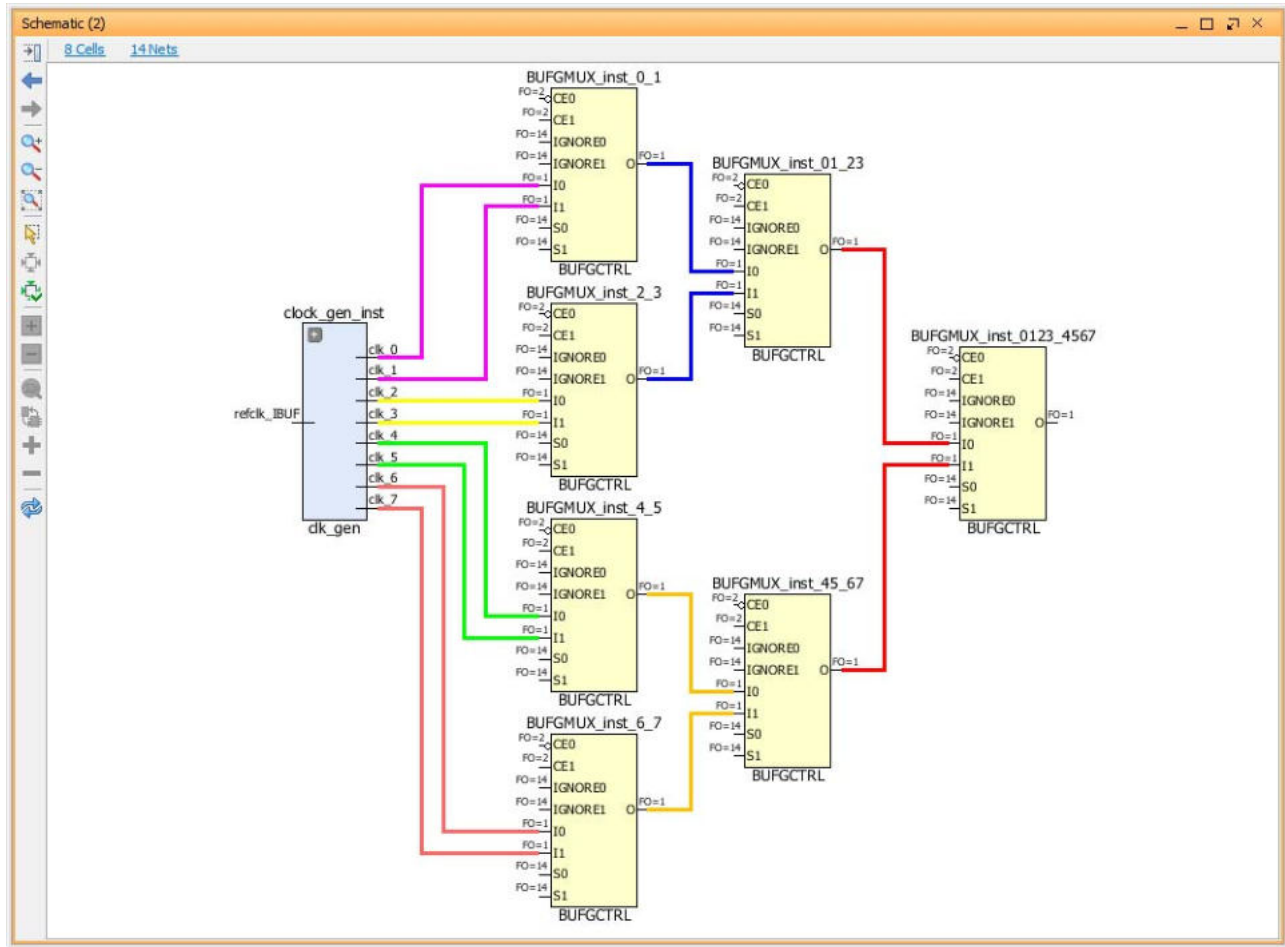 Schematic (2)
8 Cells 14 Nets
BUFGMUX_inst_0_1
FO=2 CE0
FO=2 CE1
FO=14 IGNORE0
FO=14 IGNORE1 O FO=1
FO=1 I0
FO=1 I1
FO=14 S0
FO=14 S1
BUFGCTRL
BUFGMUX_inst_01_23
FO=2 CE0
FO=2 CE1
FO=14 IGNORE0
FO=14 IGNORE1 O FO=1
FO=1 I0
FO=1 I1
FO=14 S0
FO=14 S1
BUFGCTRL
BUFGMUX_inst_2_3
FO=2 CE0
FO=2 CE1
FO=14 IGNORE0
FO=14 IGNORE1 O FO=1
FO=1 I0
FO=1 I1
FO=14 S0
FO=14 S1
BUFGCTRL
clock_gen_inst
clk_0
clk_1
clk_2
refclk_IBUF clk_3
clk_4
clk_5
clk_6
clk_7
clk_gen
BUFGMUX_inst_0123_4567
FO=2 CE0
FO=2 CE1
FO=14 IGNORE0
FO=14 IGNORE1 O FO=1
FO=1 I0
FO=1 I1
FO=14 S0
FO=14 S1
BUFGCTRL
BUFGMUX_inst_4_5
FO=2 CE0
FO=2 CE1
FO=14 IGNORE0
FO=14 IGNORE1 O FO=1
FO=1 I0
FO=1 I1
FO=14 S0
FO=14 S1
BUFGCTRL
BUFGMUX_inst_45_67
FO=2 CE0
FO=2 CE1
FO=14 IGNORE0
FO=14 IGNORE1 O FO=1
FO=1 I0
FO=1 I1
FO=14 S0
FO=14 S1
BUFGCTRL
BUFGMUX_inst_6_7
FO=2 CE0
FO=2 CE1
FO=14 IGNORE0
FO=14 IGNORE1 O FO=1
FO=1 I0
FO=1 I1
FO=14 S0
FO=14 S1
BUFGCTRL